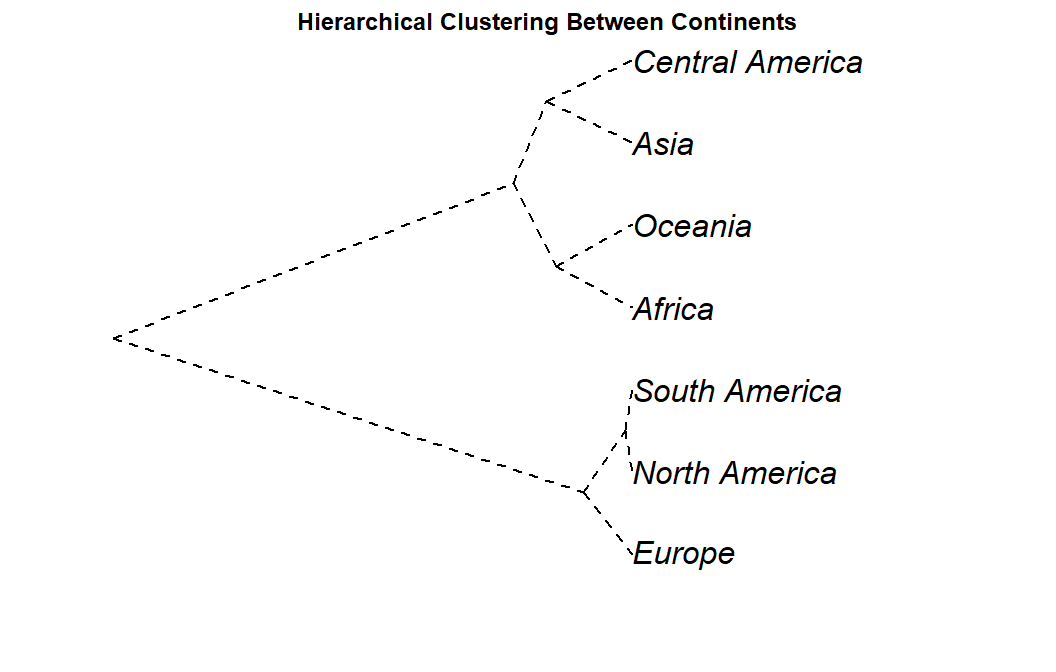 Hierarchical Clustering Between Continents
Central America
Asia
Oceania
Africa
South America
North America
Europe